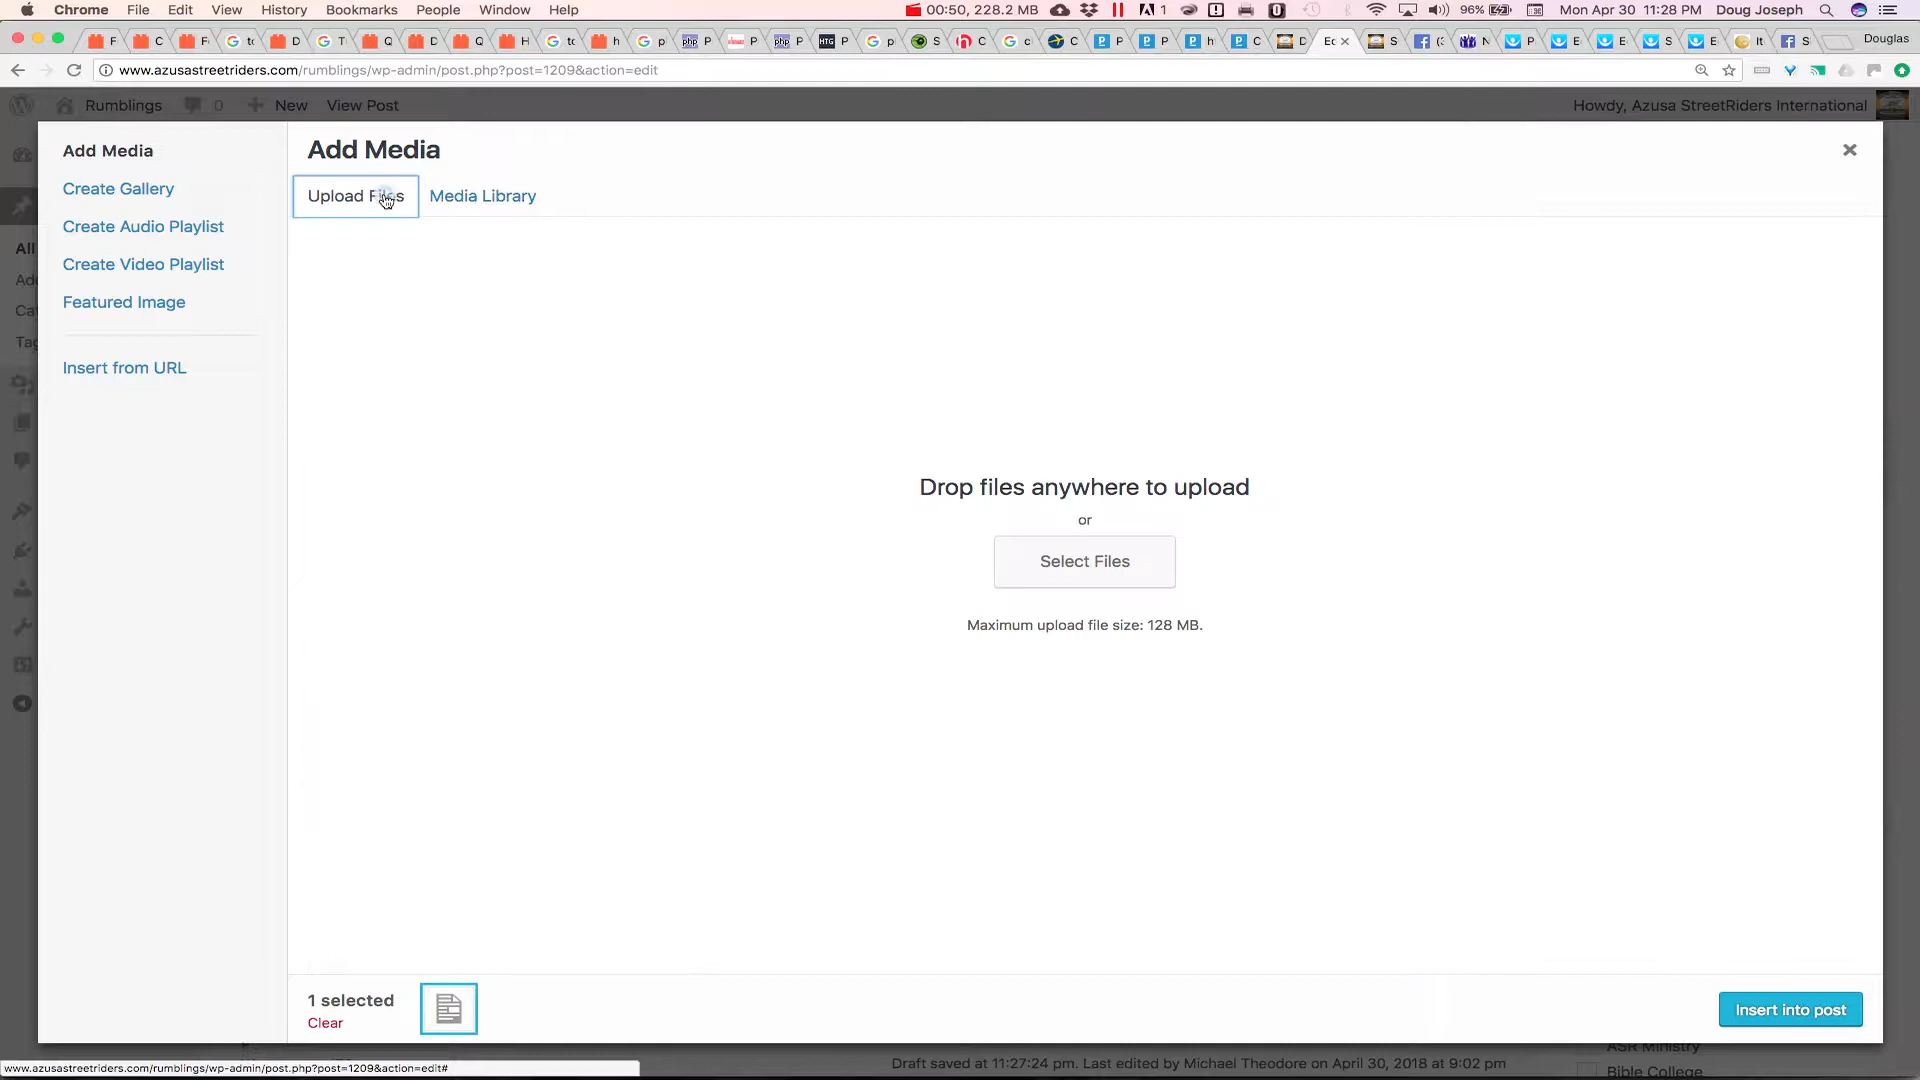 Chrome File Edit View History Bookmarks People Window Help 00:50, 228.2 MB 1 96% Mon Apr 30 11:28 PM Doug Joseph
Douglas
www.azusastreetriders.com/rumblings/wp-admin/post.php?post=1209&action=edit
Rumblings 0 New View Post Howdy, Azusa StreetRiders International
Add Media
Create Gallery
Create Audio Playlist
Create Video Playlist
Featured Image
Insert from URL
All
Add Media
Upload Files Media Library
Drop files anywhere to upload
or
Select Files
Maximum upload file size: 128 MB.
1 selected
Clear
Insert into post
Draft saved at 11:27:24 pm. Last edited by Michael Theodore on April 30, 2018 at 9:02 pm
ASR Ministry
Bible College
www.azusastreetriders.com/rumblings/wp-admin/post.php?post=1209&action=edit#